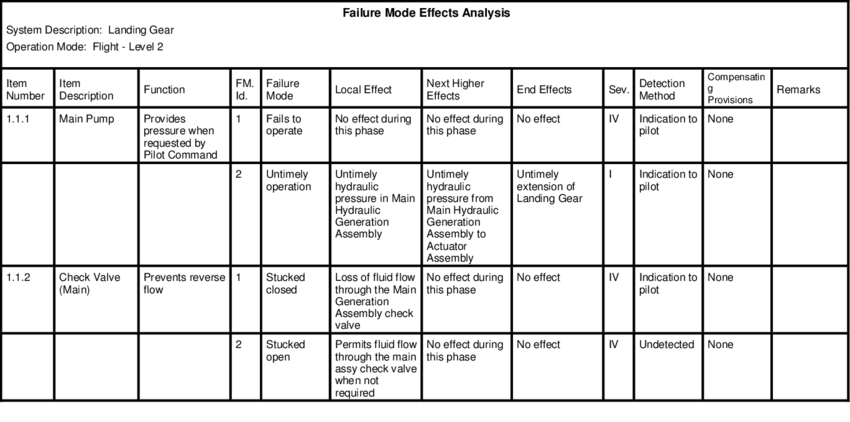 Failure Mode Effects Analysis
System Description: Landing Gear
Operation Mode: Flight - Level 2
Item
Number
Item
Description
Function
FM.
Id.
Failure
Mode
Local Effect
Next Higher
Effects
End Effects
Sev.
Detection
Method
Compensatin
g
Provisions
Remarks
1.1.1
Main Pump
Provides
pressure when
requested by
Pilot Command
1
Fails to
operate
No effect during
this phase
No effect during
this phase
No effect
IV
Indication to
pilot
None
2
Untimely
operation
Untimely
hydraulic
pressure in Main
Hydraulic
Generation
Assembly
Untimely
hydraulic
pressure from
Main Hydraulic
Generation
Assembly to
Actuator
Assembly
Untimely
extension of
Landing Gear
I
Indication to
pilot
None
1.1.2
Check Valve
(Main)
Prevents reverse
flow
1
Stucked
closed
Loss of fluid flow
through the Main
Generation
Assembly check
valve
No effect during
this phase
No effect
IV
Indication to
pilot
None
2
Stucked
open
Permits fluid flow
through the main
assy check valve
when not
required
No effect during
this phase
No effect
IV
Undetected
None